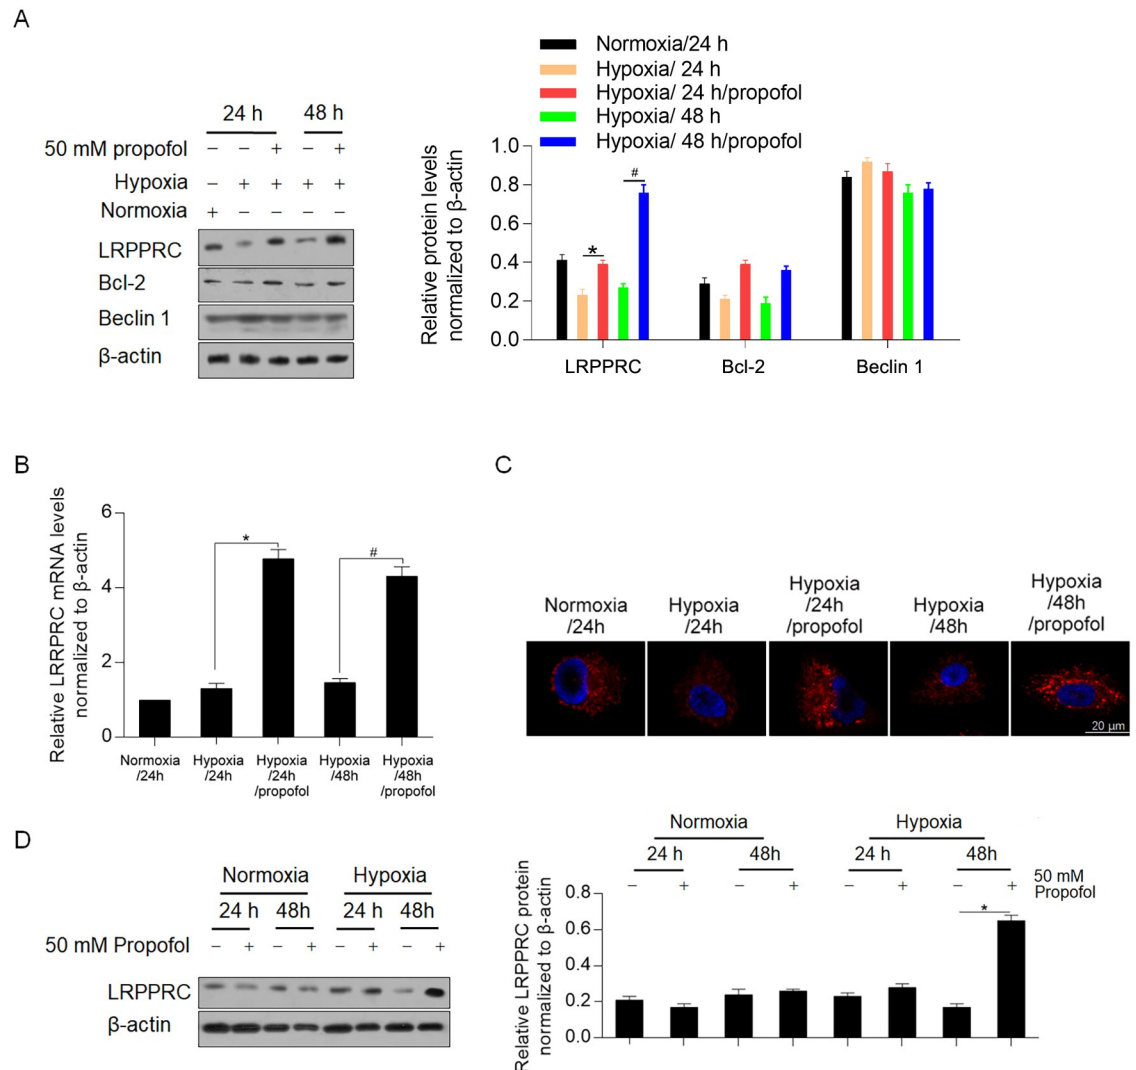 A
24 h 48 h
50 mM propofol – – + – +
Hypoxia – + + + +
Normoxia + – – – –
LRPPRC
Bcl-2
Beclin 1
β-actin
Normoxia/24 h
Hypoxia/ 24 h
Hypoxia/ 24 h/propofol
Hypoxia/ 48 h
Hypoxia/ 48 h/propofol
Relative protein levels
normalized to β-actin
1.0
0.8
0.6
0.4
0.2
0.0
* #
LRPPRC Bcl-2 Beclin 1
B
Relative LRRPRC mRNA levels
normalized to β-actin
6
4
2
0
* #
Normoxia
/24h
Hypoxia
/24h
Hypoxia
/24h
/propofol
Hypoxia
/48h
Hypoxia
/48h
/propofol
C
Normoxia
/24h
Hypoxia
/24h
Hypoxia
/24h
/propofol
Hypoxia
/48h
Hypoxia
/48h
/propofol
20 μm
D
Normoxia Hypoxia
24 h 48h 24 h 48h
50 mM Propofol – + – + – + – +
LRPPRC
β-actin
Normoxia Hypoxia
24 h 48h 24 h 48h
– + – + – + – +
50 mM
Propofol
Relative LRPPRC protein
normalized to β-actin
0.8
0.6
0.2
0.0
*